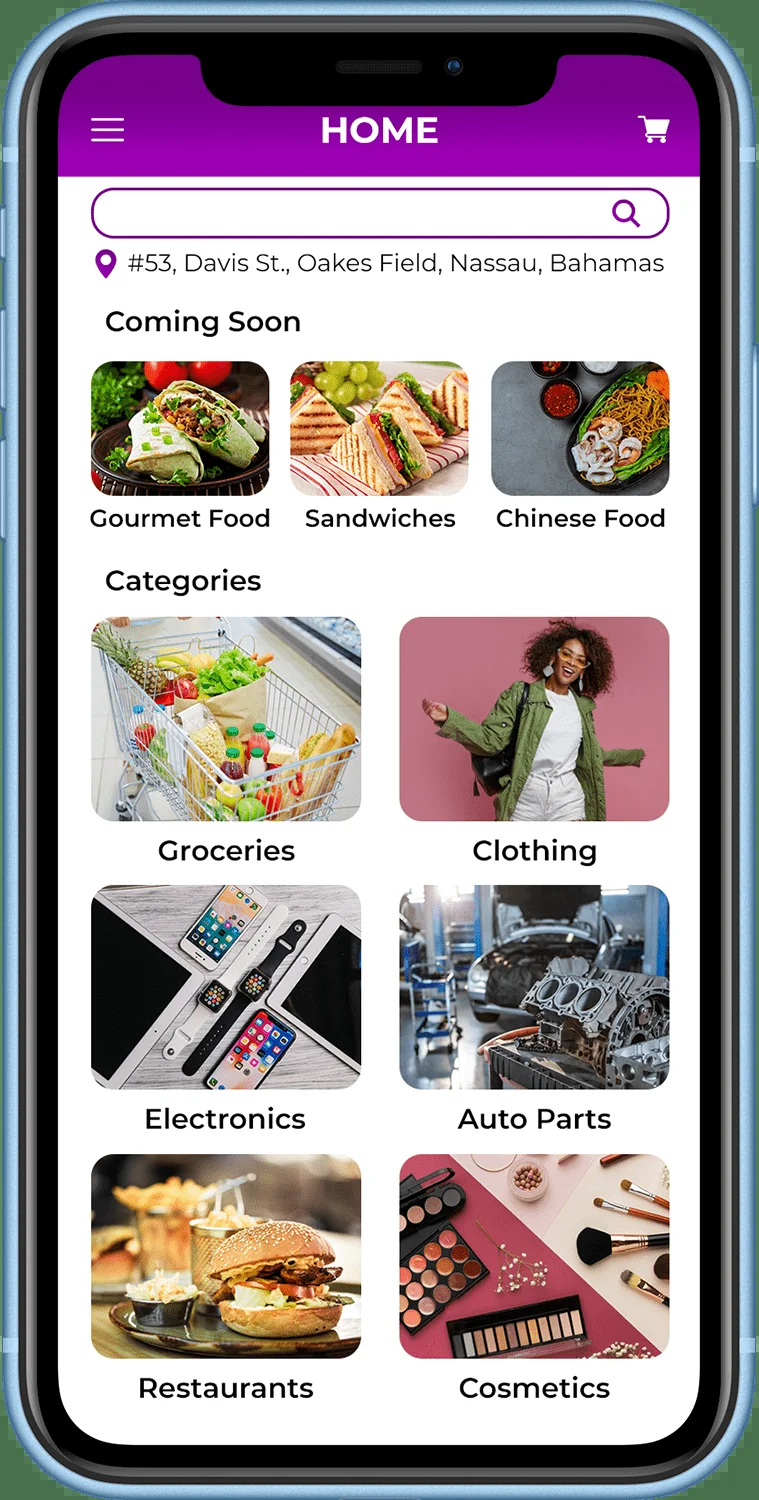 HOME
#53, Davis St., Oakes Field, Nassau, Bahamas
Coming Soon
Gourmet Food
Sandwiches
Chinese Food
Categories
Groceries
Clothing
Electronics
Auto Parts
Restaurants
Cosmetics